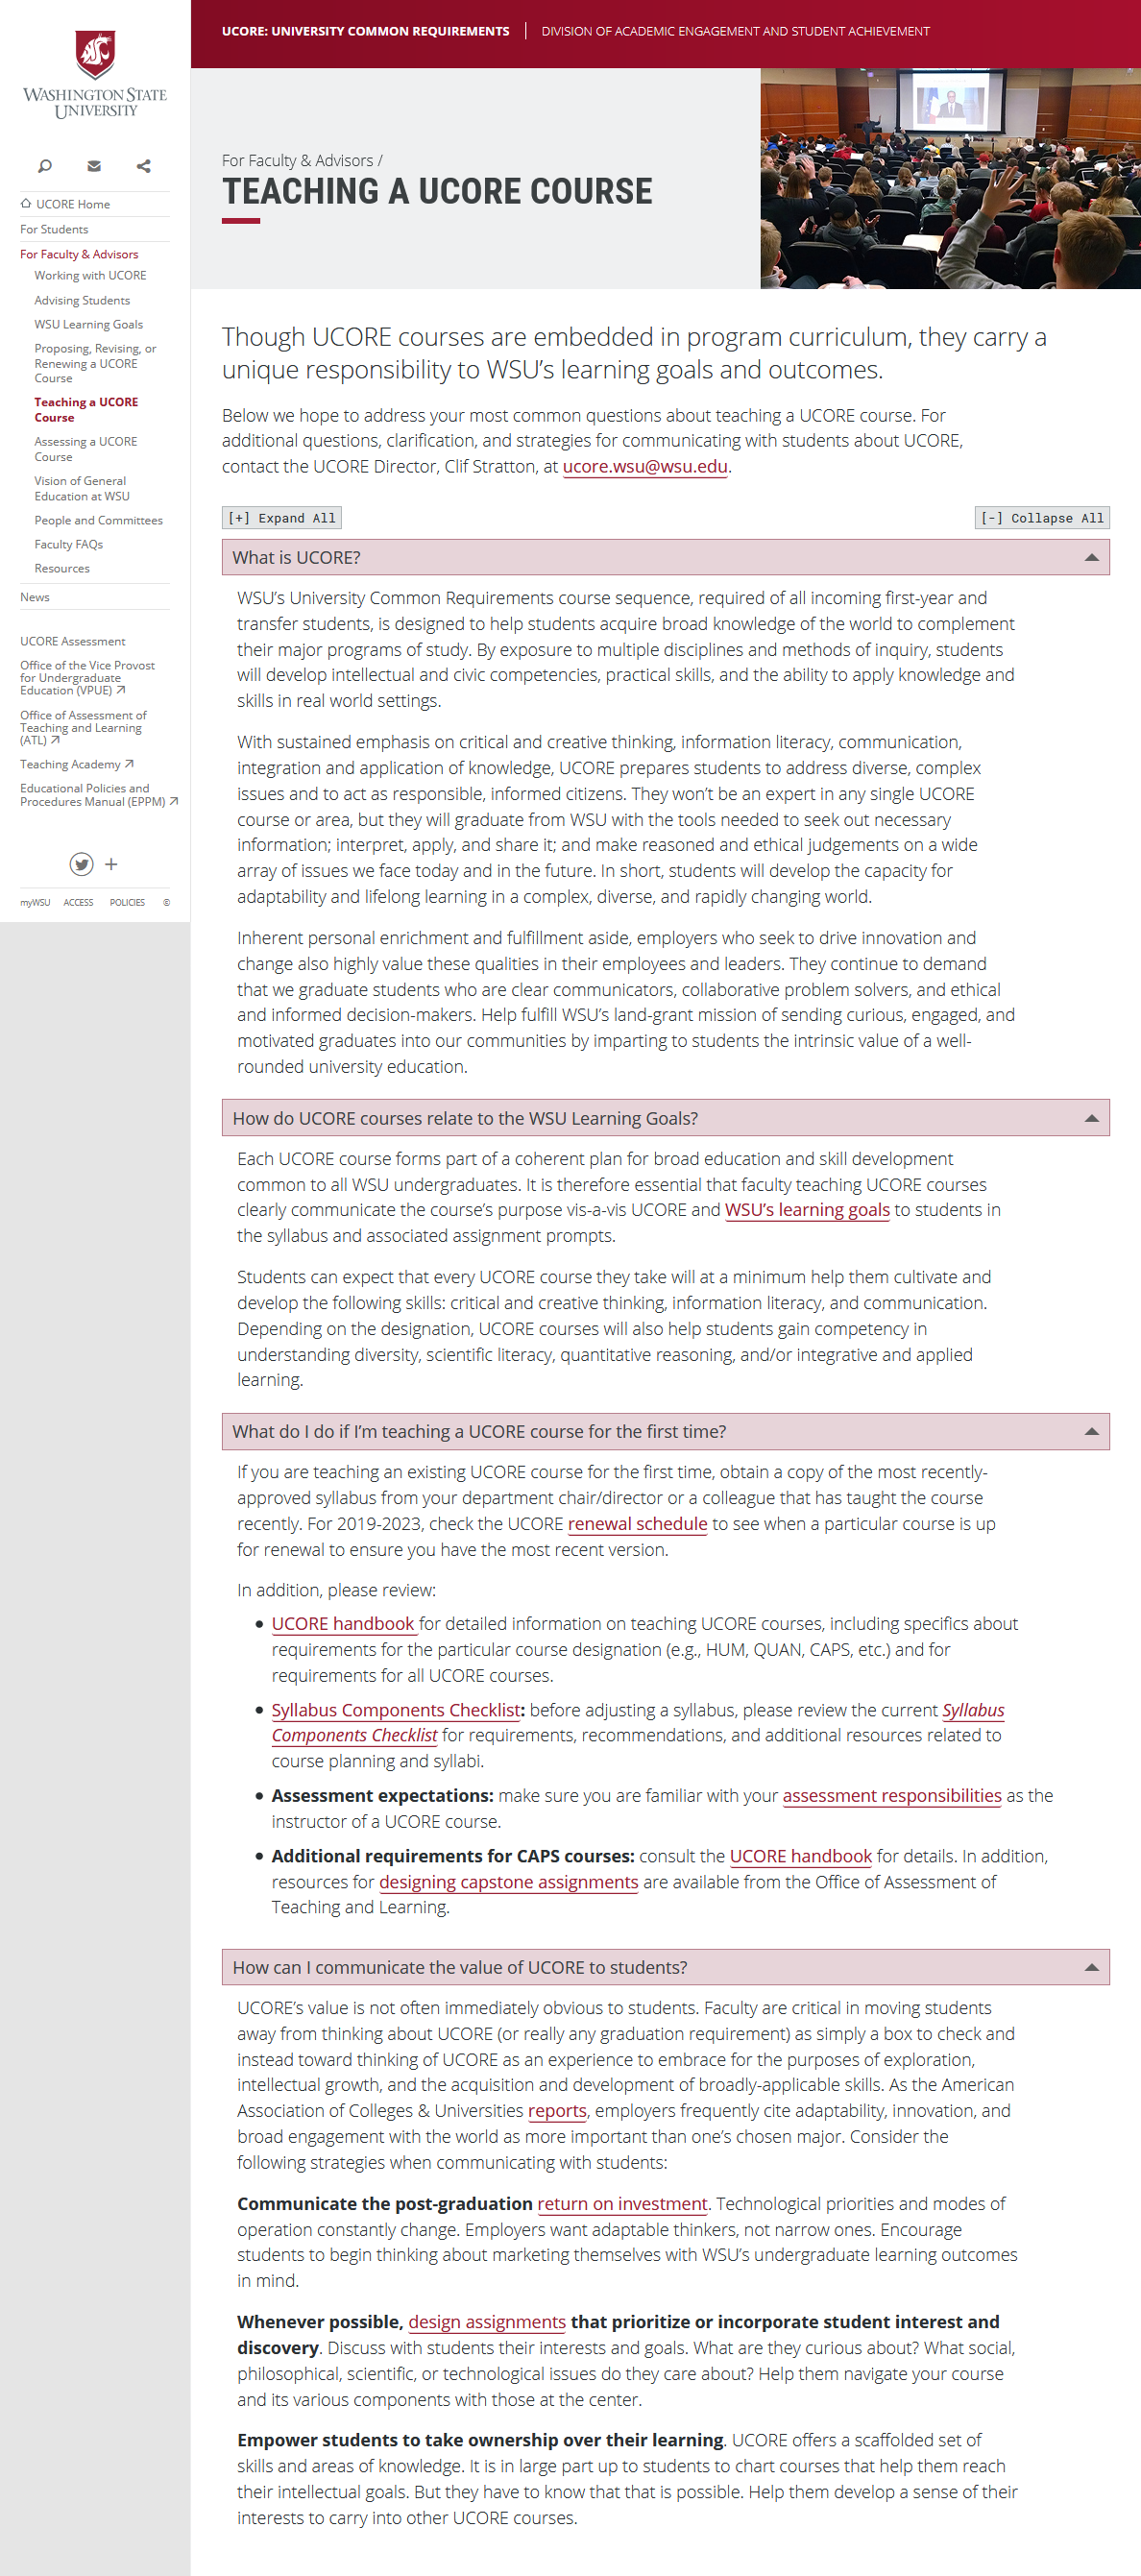 WASHINGTON STATE
UNIVERSITY
UCORE Home
For Students
For Faculty & Advisors
Working with UCORE
Advising Students
WSU Learning Goals
Proposing, Revising, or
Renewing a UCORE
Course
Teaching a UCORE
Course
Assessing a UCORE
Course
Vision of General
Education at WSU
People and Committees
Faculty FAQs
Resources
News
UCORE Assessment
Office of the Vice Provost
for Undergraduate
Education (VPUE)
Office of Assessment of
Teaching and Learning
(ATL)
Teaching Academy
Educational Policies and
Procedures Manual (EPPM)
myWSU ACCESS POLICIES ©
UCORE: UNIVERSITY COMMON REQUIREMENTS | DIVISION OF ACADEMIC ENGAGEMENT AND STUDENT ACHIEVEMENT
For Faculty & Advisors /
TEACHING A UCORE COURSE
Though UCORE courses are embedded in program curriculum, they carry a
unique responsibility to WSU’s learning goals and outcomes.
Below we hope to address your most common questions about teaching a UCORE course. For
additional questions, clarification, and strategies for communicating with students about UCORE,
contact the UCORE Director, Clif Stratton, at ucore.wsu@wsu.edu.
[+] Expand All
[-] Collapse All
What is UCORE?
WSU’s University Common Requirements course sequence, required of all incoming first-year and
transfer students, is designed to help students acquire broad knowledge of the world to complement
their major programs of study. By exposure to multiple disciplines and methods of inquiry, students
will develop intellectual and civic competencies, practical skills, and the ability to apply knowledge and
skills in real world settings.
With sustained emphasis on critical and creative thinking, information literacy, communication,
integration and application of knowledge, UCORE prepares students to address diverse, complex
issues and to act as responsible, informed citizens. They won’t be an expert in any single UCORE
course or area, but they will graduate from WSU with the tools needed to seek out necessary
information; interpret, apply, and share it; and make reasoned and ethical judgements on a wide
array of issues we face today and in the future. In short, students will develop the capacity for
adaptability and lifelong learning in a complex, diverse, and rapidly changing world.
Inherent personal enrichment and fulfillment aside, employers who seek to drive innovation and
change also highly value these qualities in their employees and leaders. They continue to demand
that we graduate students who are clear communicators, collaborative problem solvers, and ethical
and informed decision-makers. Help fulfill WSU’s land-grant mission of sending curious, engaged, and
motivated graduates into our communities by imparting to students the intrinsic value of a well-
rounded university education.
How do UCORE courses relate to the WSU Learning Goals?
Each UCORE course forms part of a coherent plan for broad education and skill development
common to all WSU undergraduates. It is therefore essential that faculty teaching UCORE courses
clearly communicate the course’s purpose vis-a-vis UCORE and WSU’s learning goals to students in
the syllabus and associated assignment prompts.
Students can expect that every UCORE course they take will at a minimum help them cultivate and
develop the following skills: critical and creative thinking, information literacy, and communication.
Depending on the designation, UCORE courses will also help students gain competency in
understanding diversity, scientific literacy, quantitative reasoning, and/or integrative and applied
learning.
What do I do if I’m teaching a UCORE course for the first time?
If you are teaching an existing UCORE course for the first time, obtain a copy of the most recently-
approved syllabus from your department chair/director or a colleague that has taught the course
recently. For 2019-2023, check the UCORE renewal schedule to see when a particular course is up
for renewal to ensure you have the most recent version.
In addition, please review:
● UCORE handbook for detailed information on teaching UCORE courses, including specifics about
requirements for the particular course designation (e.g., HUM, QUAN, CAPS, etc.) and for
requirements for all UCORE courses.
● Syllabus Components Checklist: before adjusting a syllabus, please review the current Syllabus
Components Checklist for requirements, recommendations, and additional resources related to
course planning and syllabi.
● Assessment expectations: make sure you are familiar with your assessment responsibilities as the
instructor of a UCORE course.
● Additional requirements for CAPS courses: consult the UCORE handbook for details. In addition,
resources for designing capstone assignments are available from the Office of Assessment of
Teaching and Learning.
How can I communicate the value of UCORE to students?
UCORE’s value is not often immediately obvious to students. Faculty are critical in moving students
away from thinking about UCORE (or really any graduation requirement) as simply a box to check and
instead toward thinking of UCORE as an experience to embrace for the purposes of exploration,
intellectual growth, and the acquisition and development of broadly-applicable skills. As the American
Association of Colleges & Universities reports, employers frequently cite adaptability, innovation, and
broad engagement with the world as more important than one’s chosen major. Consider the
following strategies when communicating with students:
Communicate the post-graduation return on investment. Technological priorities and modes of
operation constantly change. Employers want adaptable thinkers, not narrow ones. Encourage
students to begin thinking about marketing themselves with WSU’s undergraduate learning outcomes
in mind.
Whenever possible, design assignments that prioritize or incorporate student interest and
discovery. Discuss with students their interests and goals. What are they curious about? What social,
philosophical, scientific, or technological issues do they care about? Help them navigate your course
and its various components with those at the center.
Empower students to take ownership over their learning. UCORE offers a scaffolded set of
skills and areas of knowledge. It is in large part up to students to chart courses that help them reach
their intellectual goals. But they have to know that that is possible. Help them develop a sense of their
interests to carry into other UCORE courses.